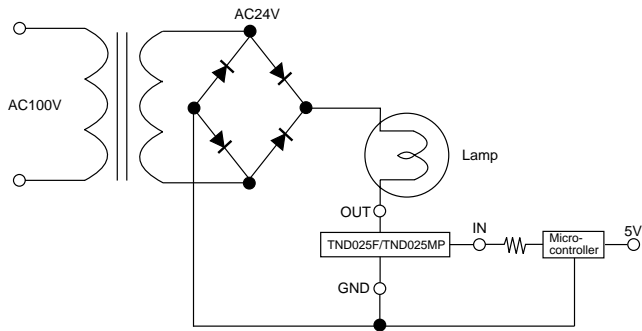 AC24V
AC100V
Lamp
OUT
IN
5V
TND025F/TND025MP
Micro-
controller
GND